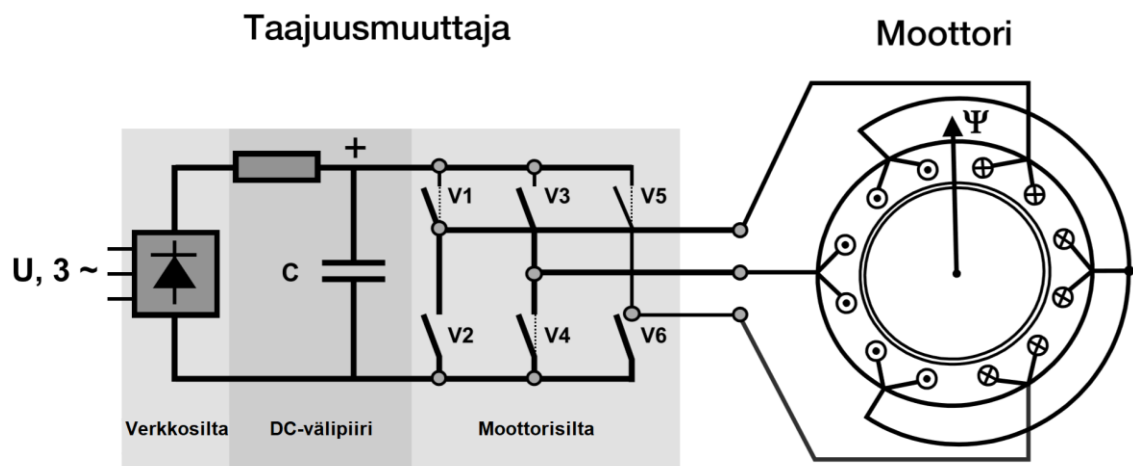 Taajuusmuuttaja
Moottori
Ψ
+
V1
V3
V5
U, 3 ~
C
V2
V4
V6
Verkkosilta
DC-välipiiri
Moottorisilta